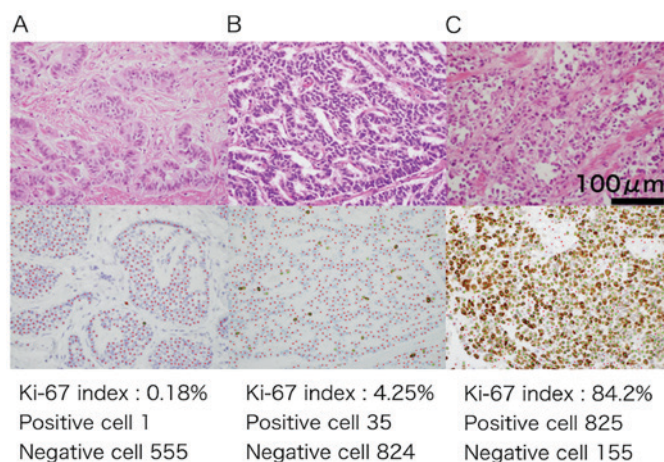 A
B
C
100μm
Ki-67 index : 0.18%
Positive cell 1
Negative cell 555
Ki-67 index : 4.25%
Positive cell 35
Negative cell 824
Ki-67 index : 84.2%
Positive cell 825
Negative cell 155